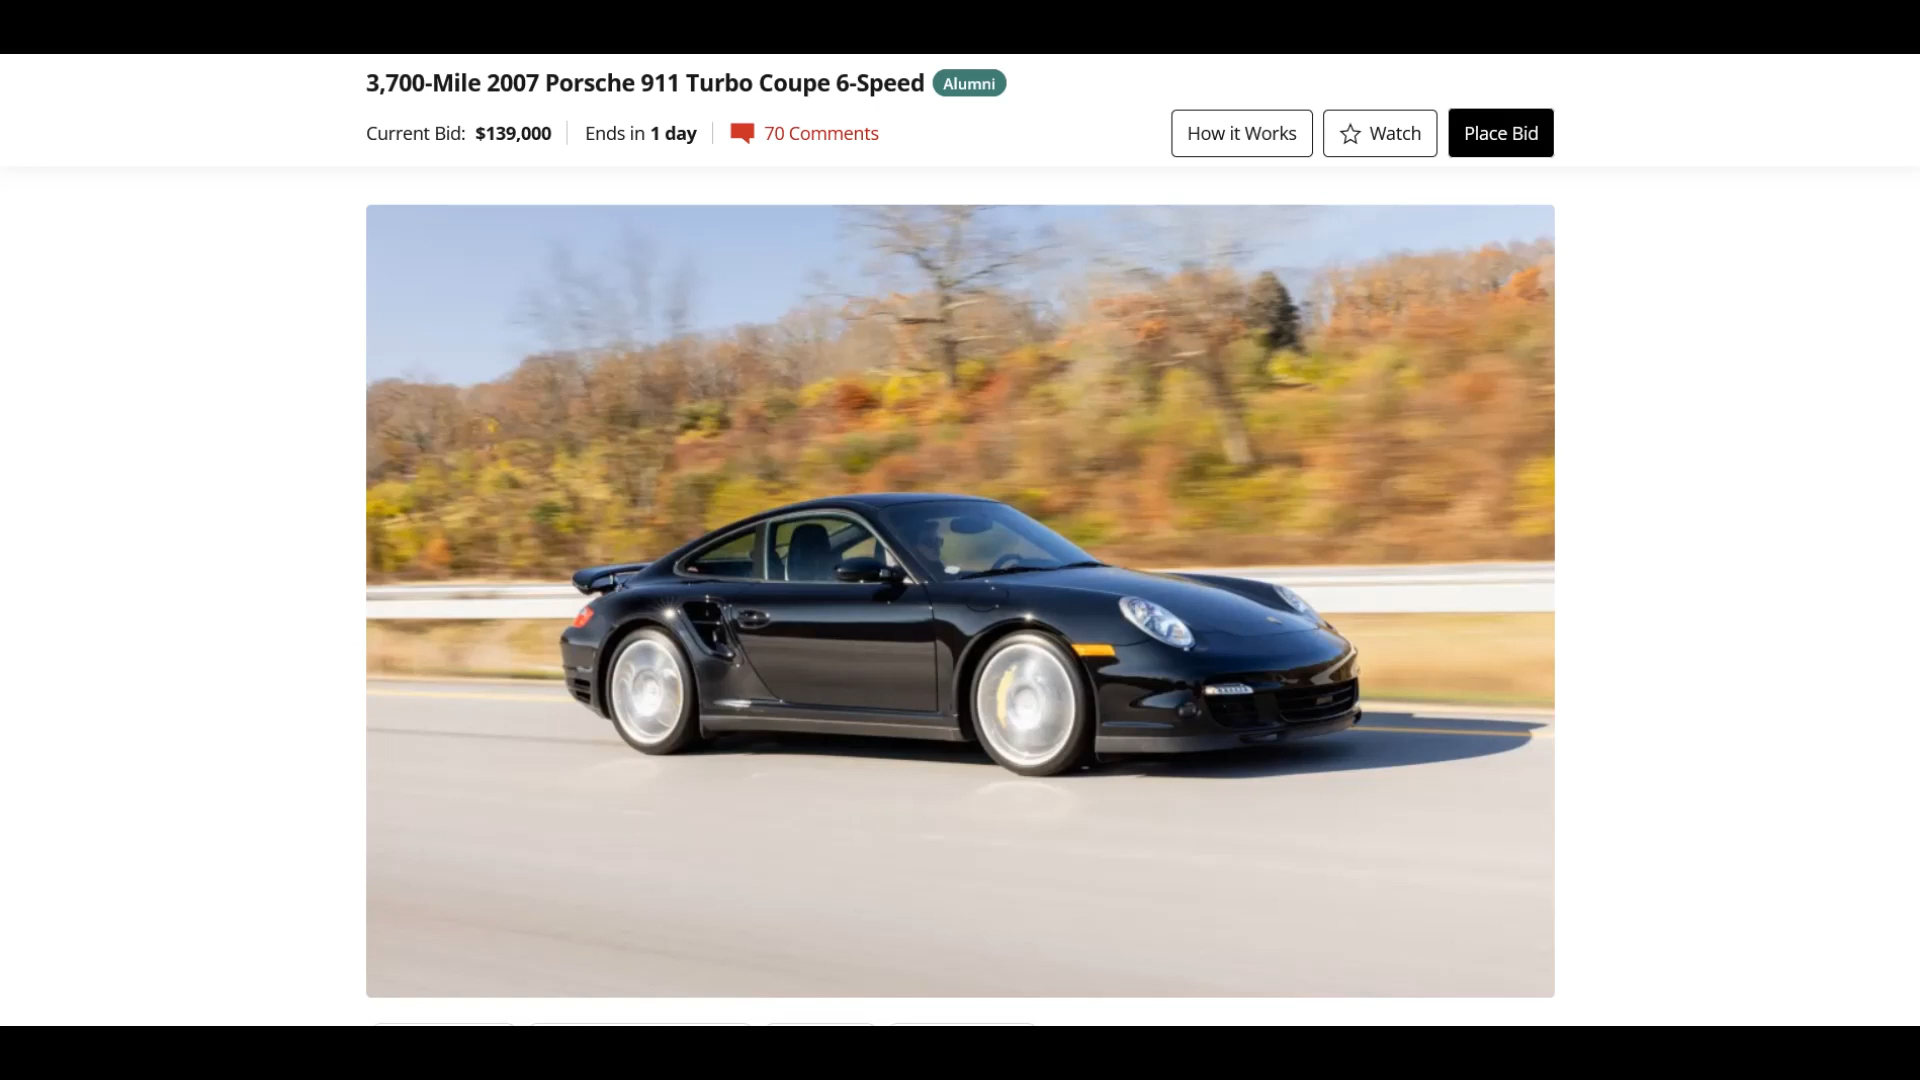 3,700-Mile 2007 Porsche 911 Turbo Coupe 6-Speed Alumni
Current Bid: $139,000 Ends in 1 day 70 Comments How it Works Watch Place Bid